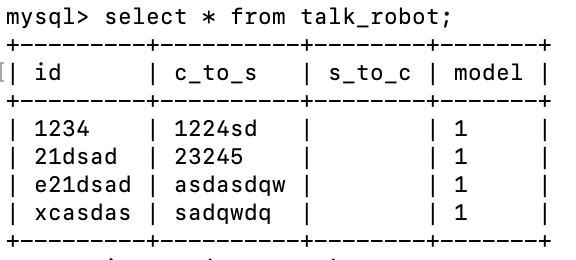 mysql> select * from talk_robot;
+---------+----------+--------+-------+
| id      | c_to_s   | s_to_c | model |
+---------+----------+--------+-------+
| 1234    | 1224sd   |        | 1     |
| 21dsad  | 23245    |        | 1     |
| e21dsad | asdasdqw |        | 1     |
| xcasdas | sadqwdq  |        | 1     |
+---------+----------+--------+-------+